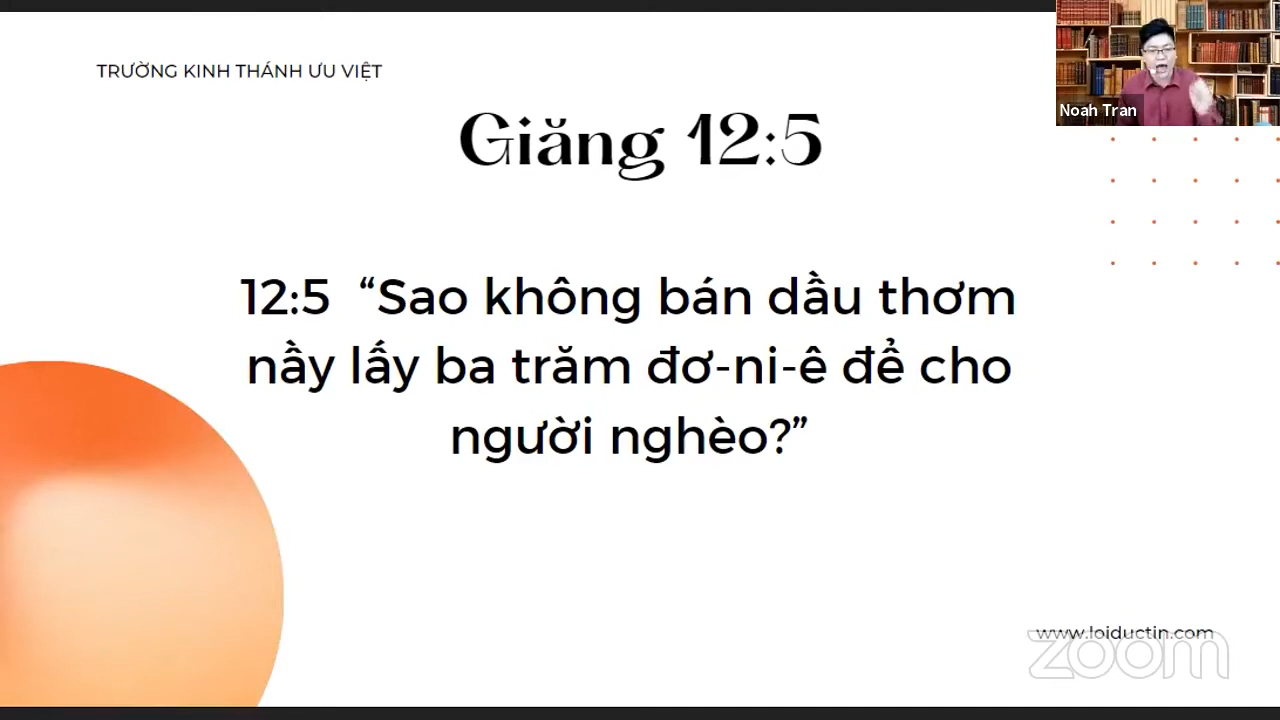 TRƯỜNG KINH THÁNH ƯU VIỆT
Noah Tran
Giăng 12:5
12:5 “Sao không bán dầu thơm
nầy lấy ba trăm đơ-ni-ê để cho
người nghèo?”
www.loiductin.com
zoom